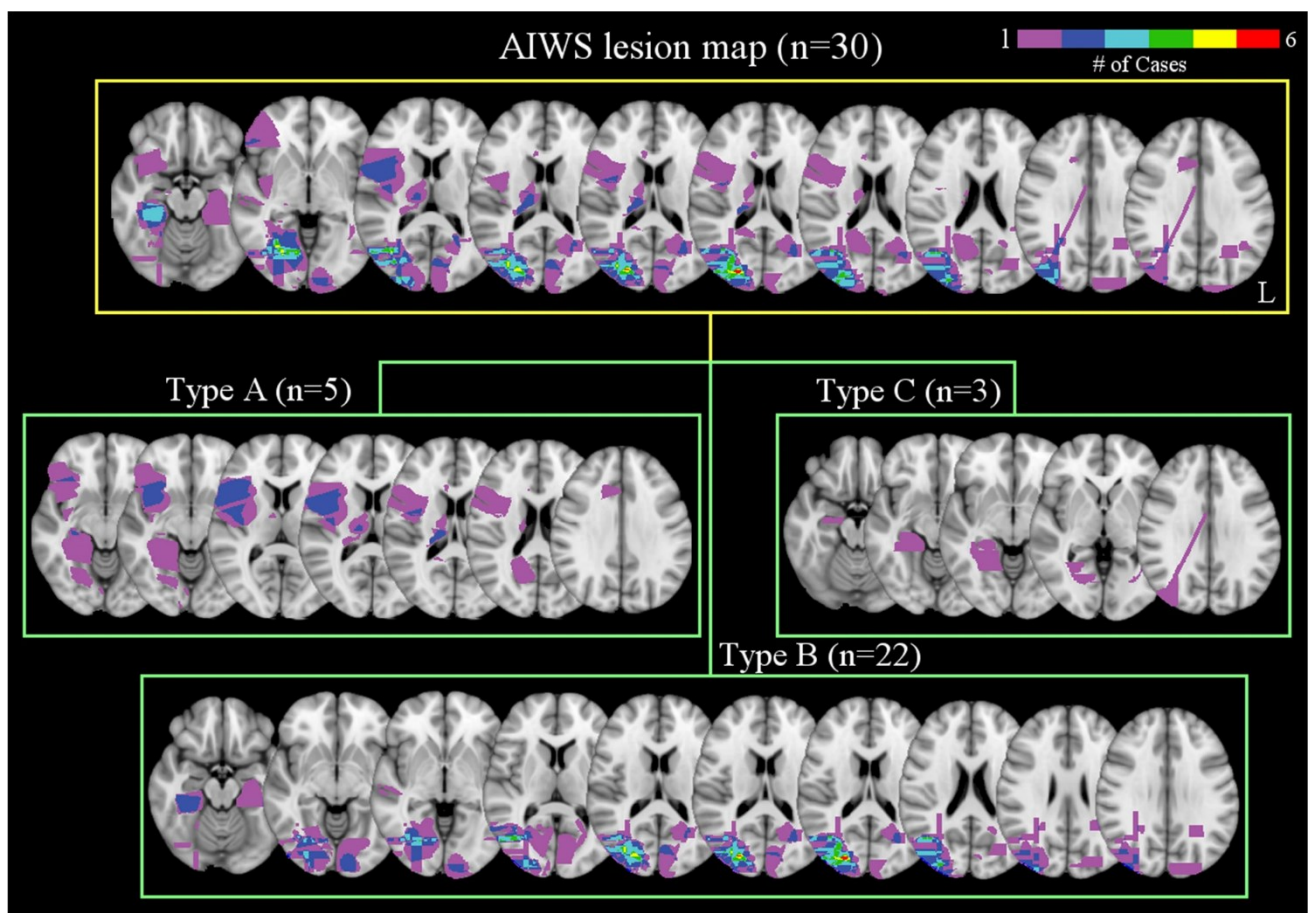 AIWS lesion map (n=30)
1 6
# of Cases
L
Type A (n=5)
Type C (n=3)
Type B (n=22)